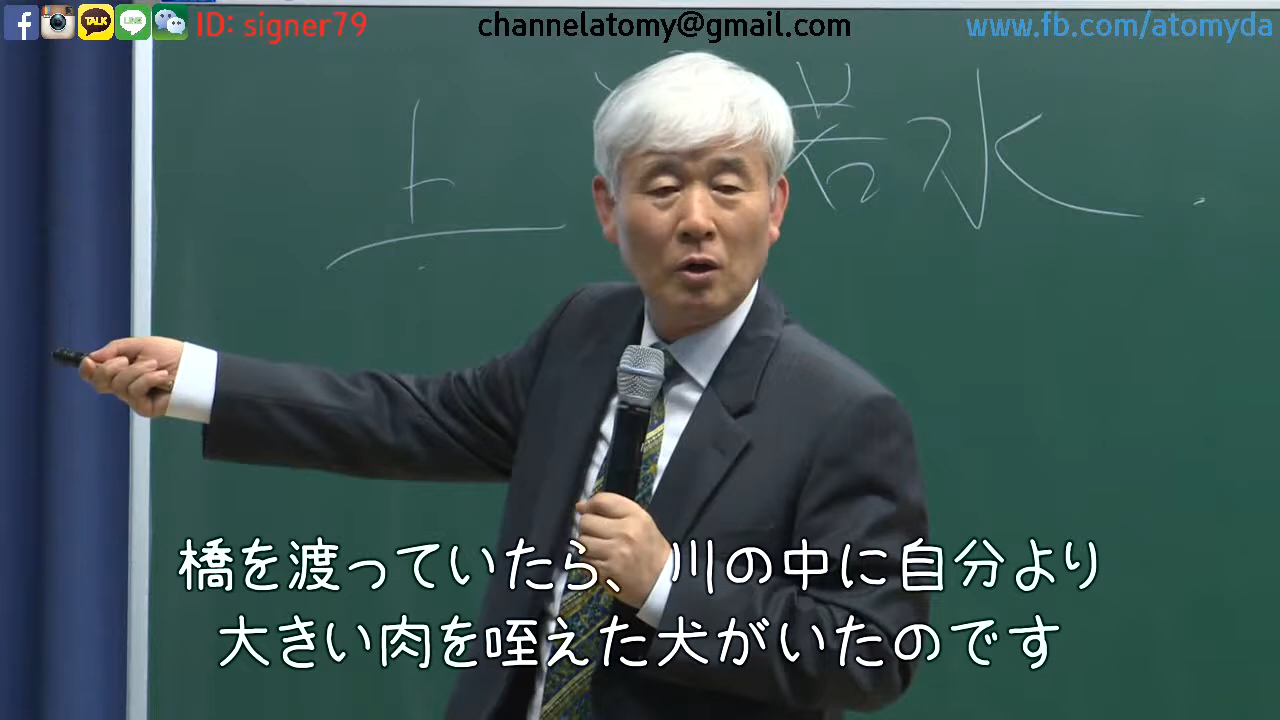 TALK
LINE
ID: signer79
channelatomy@gmail.com
www.fb.com/atomyda
上 若水
橋を渡っていたら、川の中に自分より
大きい肉を咥えた犬がいたのです